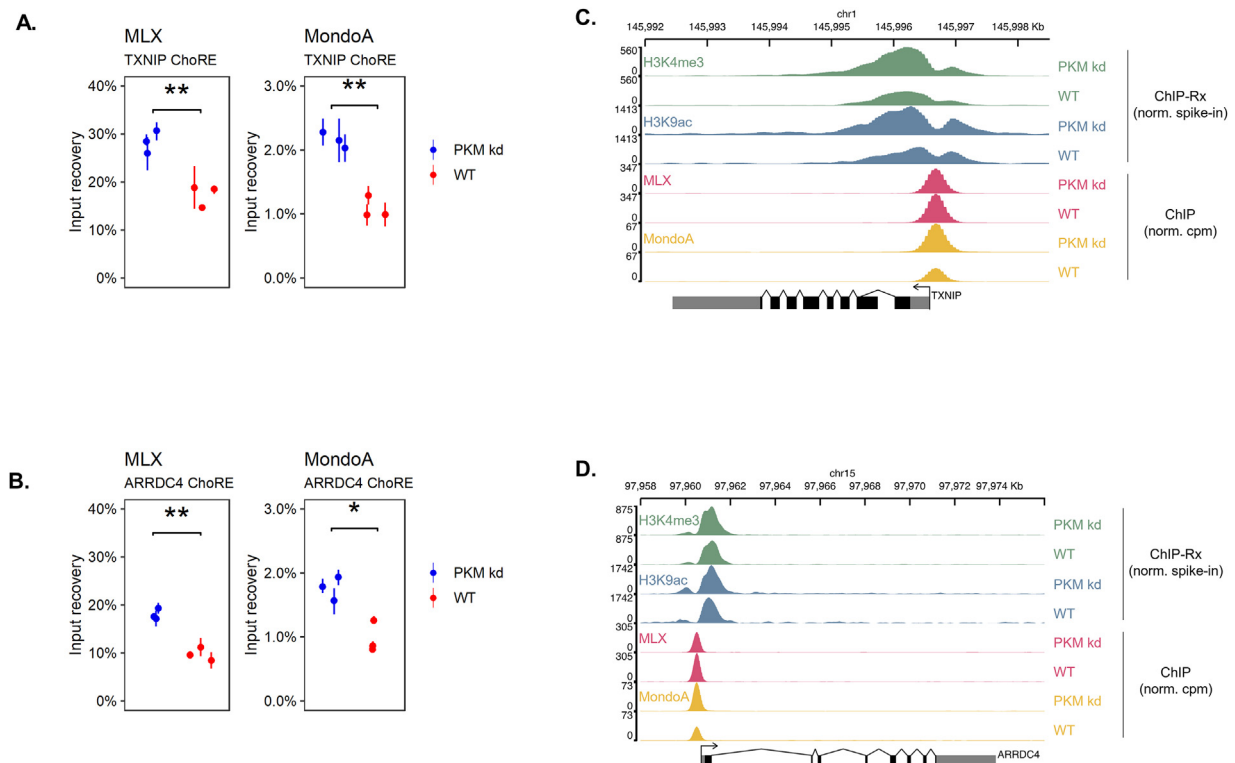 A.
MLX
TXNIP ChoRE
Input recovery
40%
30%
20%
10%
0%
**
MondoA
TXNIP ChoRE
Input recovery
3.0%
2.0%
1.0%
0.0%
**
PKM kd
WT
B.
MLX
ARRDC4 ChoRE
Input recovery
40%
30%
20%
10%
0%
**
MondoA
ARRDC4 ChoRE
Input recovery
3.0%
2.0%
1.0%
0.0%
*
PKM kd
WT
C.
chr1
145,992 145,993 145,994 145,995 145,996 145,997 145,998 Kb
560
H3K4me3
PKM kd
0
560
WT
0
1413
H3K9ac
PKM kd
0
1413
WT
0
347
MLX
PKM kd
0
347
WT
0
67
MondoA
PKM kd
0
67
WT
0
TXNIP
ChIP-Rx
(norm. spike-in)
ChIP
(norm. cpm)
D.
chr15
97,958 97,960 97,962 97,964 97,966 97,968 97,970 97,972 97,974 Kb
875
H3K4me3
PKM kd
0
875
WT
0
1742
H3K9ac
PKM kd
0
1742
WT
0
305
MLX
PKM kd
0
305
WT
0
73
MondoA
PKM kd
0
73
WT
0
ARRDC4
ChIP-Rx
(norm. spike-in)
ChIP
(norm. cpm)